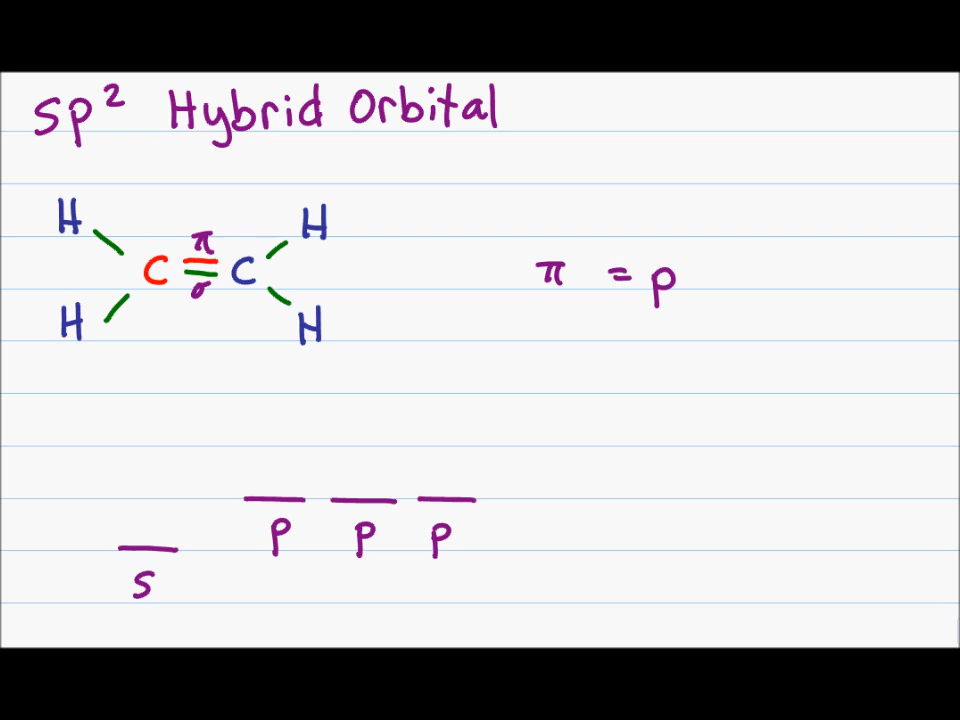 sp² Hybrid Orbital
H H
π
C = C
σ
H H
π = p
p p p
s